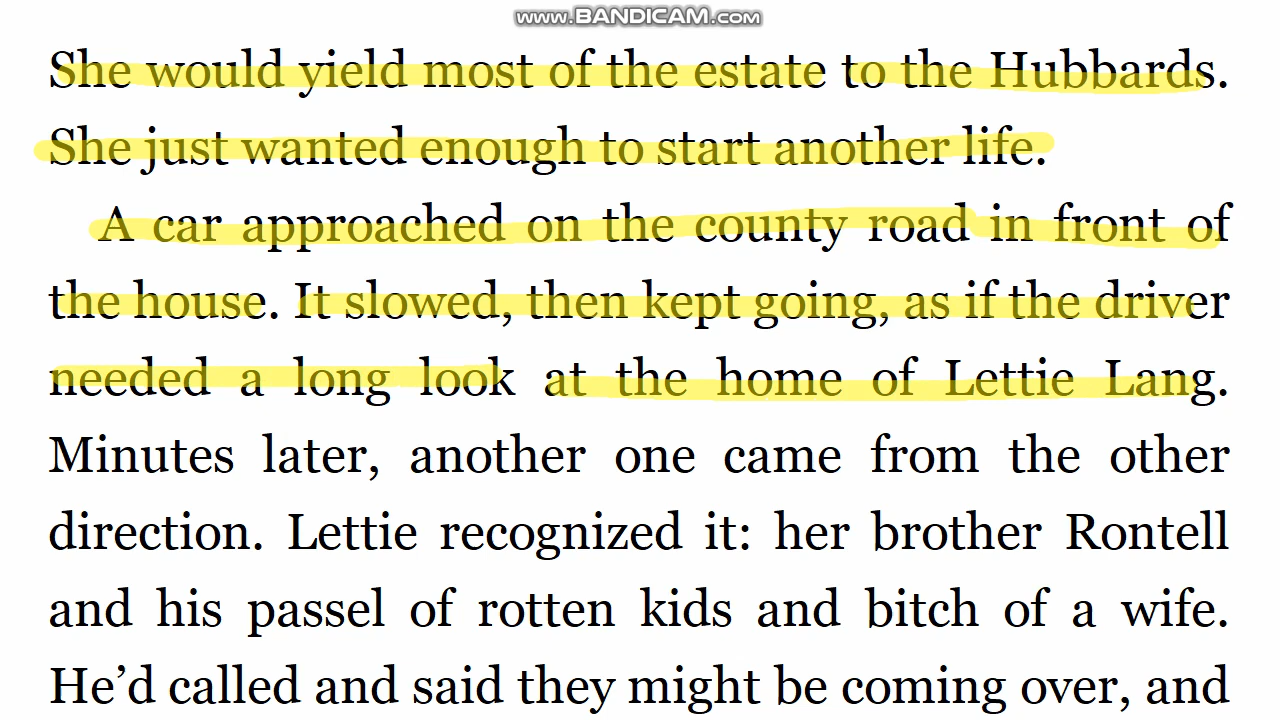 www.BANDICAM.com
She would yield most of the estate to the Hubbards.
She just wanted enough to start another life.
A car approached on the county road in front of
the house. It slowed, then kept going, as if the driver
needed a long look at the home of Lettie Lang.
Minutes later, another one came from the other
direction. Lettie recognized it: her brother Rontell
and his passel of rotten kids and bitch of a wife.
He’d called and said they might be coming over, and